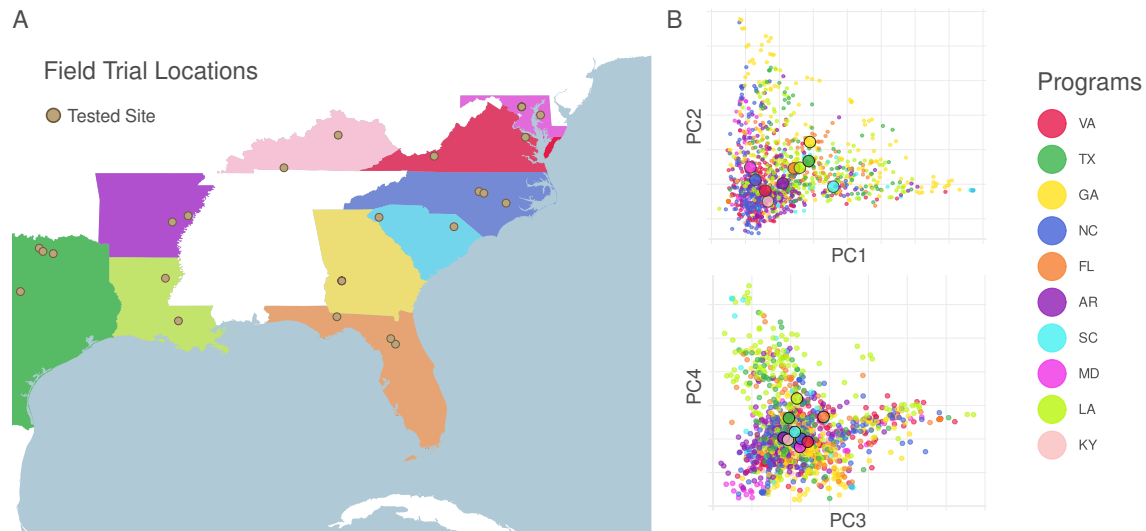 A
Field Trial Locations
Tested Site
B
PC2
PC1
PC4
PC3
Programs
VA
TX
GA
NC
FL
AR
SC
MD
LA
KY